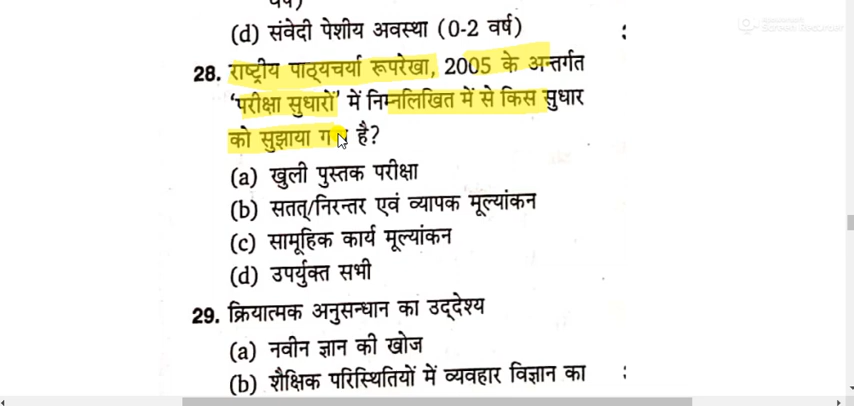 (d) संवेदी पेशीय अवस्था (0-2 वर्ष)
28. राष्ट्रीय पाठ्यचर्या रूपरेखा, 2005 के अन्तर्गत
‘परीक्षा सुधारों’ में निम्नलिखित में से किस सुधार
को सुझाया है?
(a) खुली पुस्तक परीक्षा
(b) सतत्/निरन्तर एवं व्यापक मूल्यांकन
(c) सामूहिक कार्य मूल्यांकन
(d) उपर्युक्त सभी
29. क्रियात्मक अनुसन्धान का उद्देश्य
(a) नवीन ज्ञान की खोज
(b) शैक्षिक परिस्थितियों में व्यवहार विज्ञान का